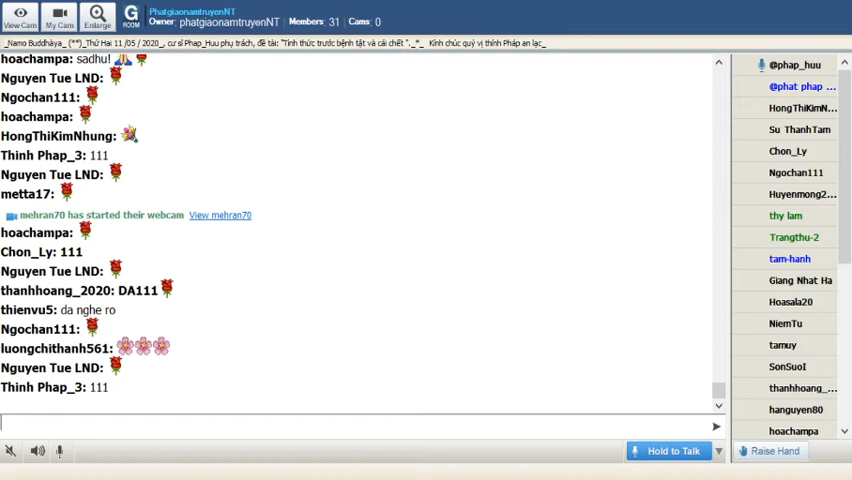 PhatgiaonamtruyenNT
Owner: phatgiaonamtruyenNT Members: 31 Cams: 0
View Cam
My Cam
Enlarge
G
ROOM
_Namo Buddhàya_ (**)_Thứ Hai 11 /05 / 2020_, cư sĩ Pháp_Huu phụ trách, đề tài: "Tỉnh thức trước bệnh tật và cái chết "._*_ Kính chúc quý vị thính Pháp an lạc_
hoachampa: sadhu!
Nguyen Tue LND:
Ngochan111:
hoachampa:
HongThiKimNhung:
Thinh Phap_3: 111
Nguyen Tue LND:
metta17:
mehran70 has started their webcam View mehran70
hoachampa:
Chon_Ly: 111
Nguyen Tue LND:
thanhhoang_2020: DA111
thienvu5: da nghe ro
Ngochan111:
luongchithanh561:
Nguyen Tue LND:
Thinh Phap_3: 111
@phap_huu
@phat phap ...
HongThiKimN...
Su ThanhTam
Chon_Ly
Ngochan111
Huyenmong2...
thy lam
Trangthu-2
tam-hanh
Giang Nhat Ha
Hoasala20
NiemTu
tamuy
SonSuoI
thanhhoang_...
hanguyen80
hoachampa
Hold to Talk
Raise Hand